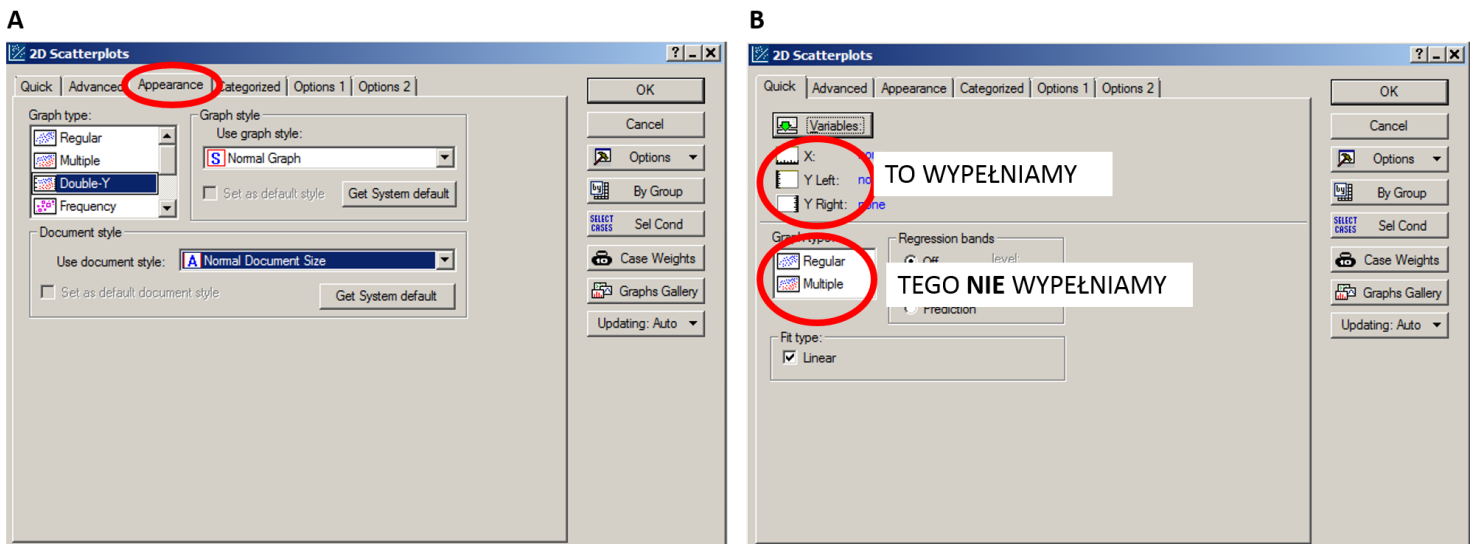 A
2D Scatterplots
Quick Advanced Appearance Categorized Options 1 Options 2
Graph type:
Regular
Multiple
Double-Y
Frequency
Graph style
Use graph style:
S Normal Graph
Set as default style
Get System default
Document style
Use document style:
A Normal Document Size
Set as default document style
Get System default
OK
Cancel
Options
By Group
SELECT CASES Sel Cond
Case Weights
Graphs Gallery
Updating: Auto
B
2D Scatterplots
Quick Advanced Appearance Categorized Options 1 Options 2
Variables:
X:
Y Left:
Y Right: none
TO WYPEŁNIAMY
Graph type:
Regular
Multiple
Regression bands
Off
level:
Prediction
TEGO NIE WYPEŁNIAMY
Fit type:
Linear
OK
Cancel
Options
By Group
SELECT CASES Sel Cond
Case Weights
Graphs Gallery
Updating: Auto